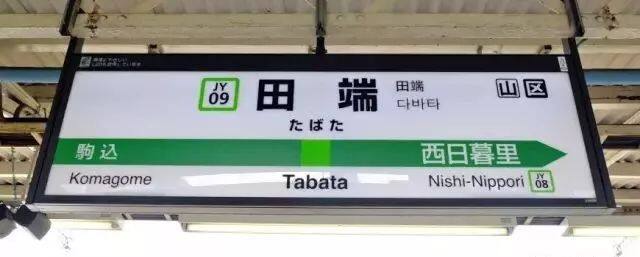 JY
09
田端
たばた
田端
다바타
山区
駒込
西日暮里
Komagome
Tabata
Nishi-Nippori
JY
08